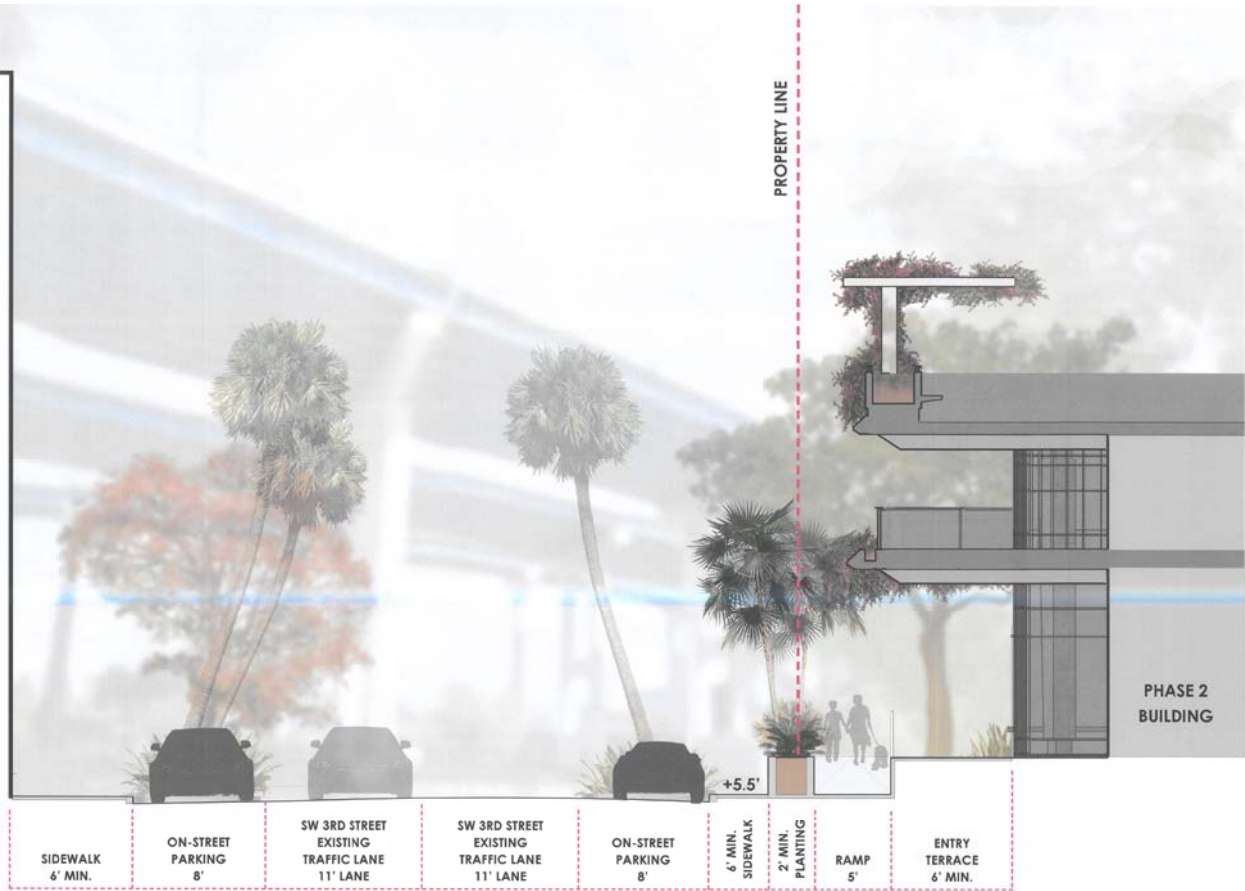 PROPERTY LINE
PHASE 2
BUILDING
+5.5'
SIDEWALK
6' MIN.
ON-STREET
PARKING
8'
SW 3RD STREET
EXISTING
TRAFFIC LANE
11' LANE
SW 3RD STREET
EXISTING
TRAFFIC LANE
11' LANE
ON-STREET
PARKING
8'
6' MIN.
SIDEWALK
2' MIN.
PLANTING
RAMP
5'
ENTRY
TERRACE
6' MIN.